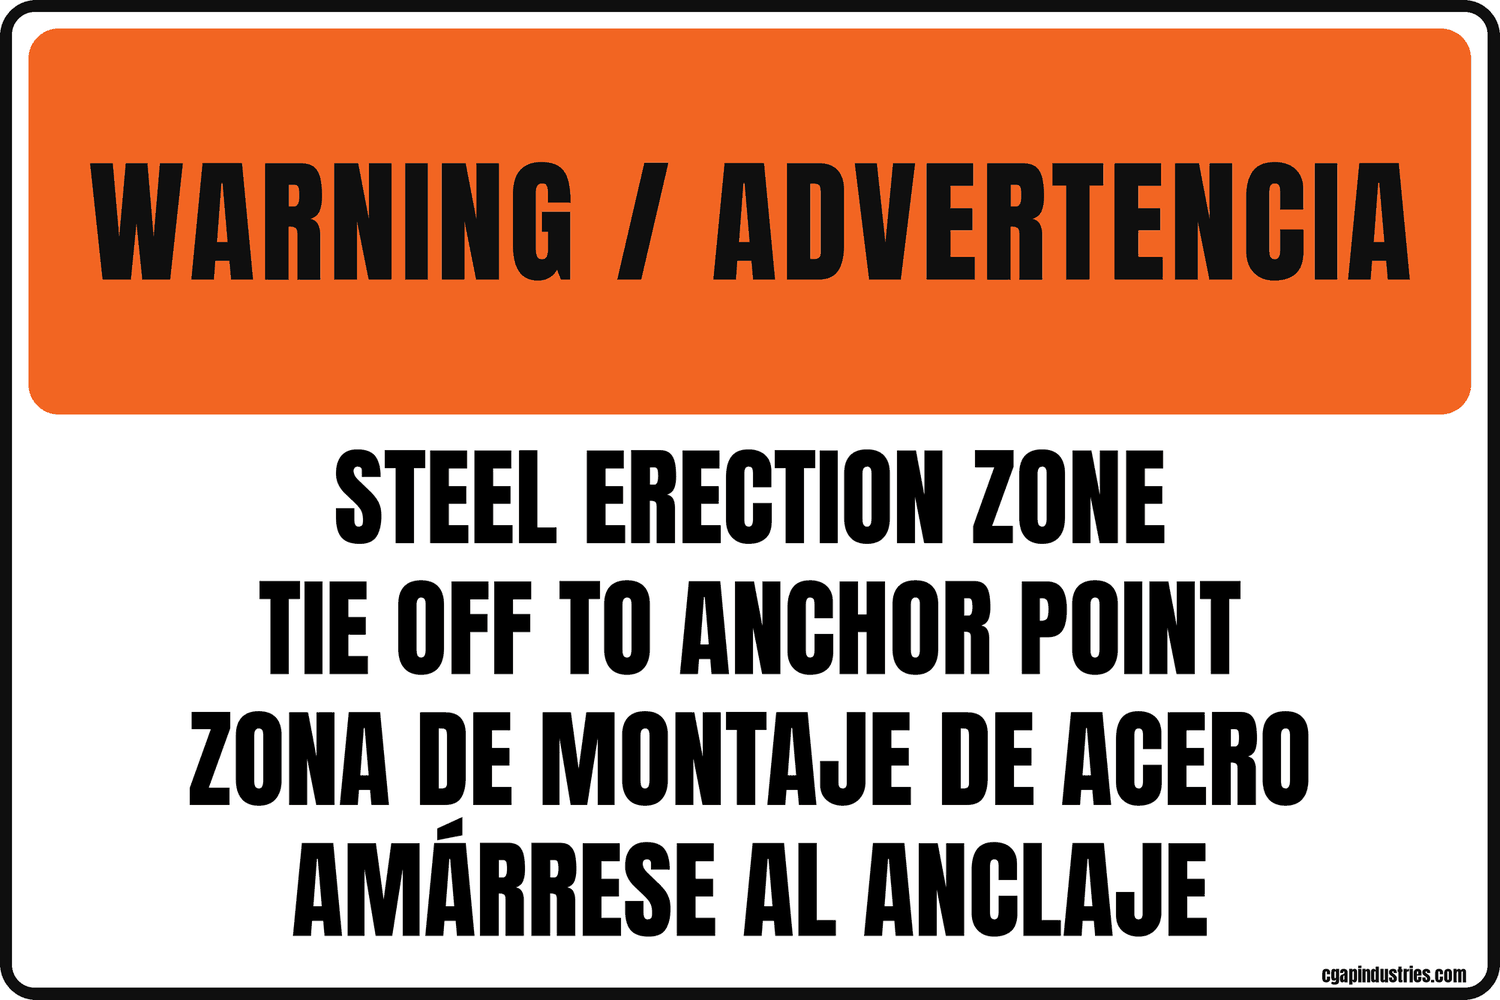 WARNING / ADVERTENCIA
STEEL ERECTION ZONE
TIE OFF TO ANCHOR POINT
ZONA DE MONTAJE DE ACERO
AMÁRRESE AL ANCLAJE
cgapindustries.com